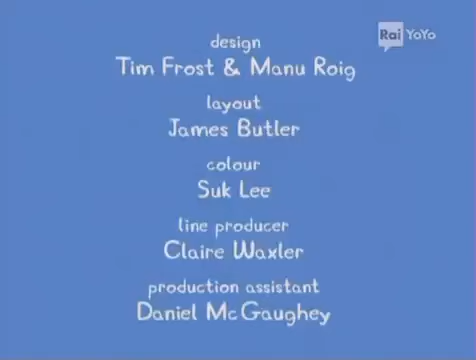 Rai YoYo
design
Tim Frost & Manu Roig
layout
James Butler
colour
Suk Lee
line producer
Claire Waxler
production assistant
Daniel McGaughey